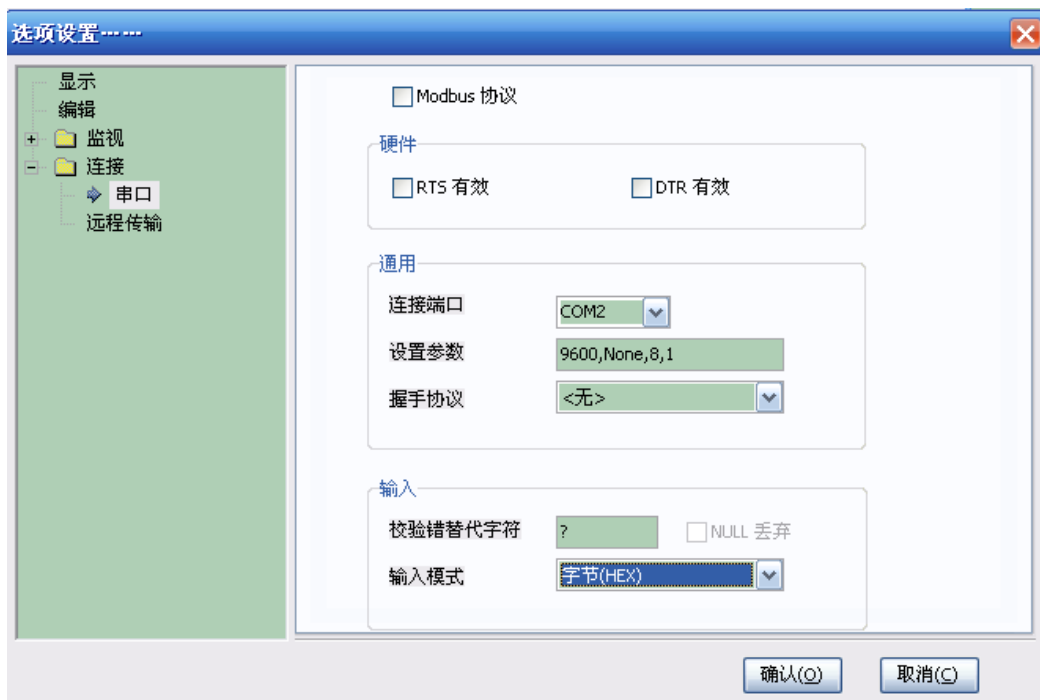 选项设置……
显示
编辑
监视
连接
串口
远程传输
Modbus 协议
硬件
RTS 有效
DTR 有效
通用
连接端口
COM2
设置参数
9600,None,8,1
握手协议
<无>
输入
校验错替代字符
?
NULL 丢弃
输入模式
字节(HEX)
确认(O)
取消(C)